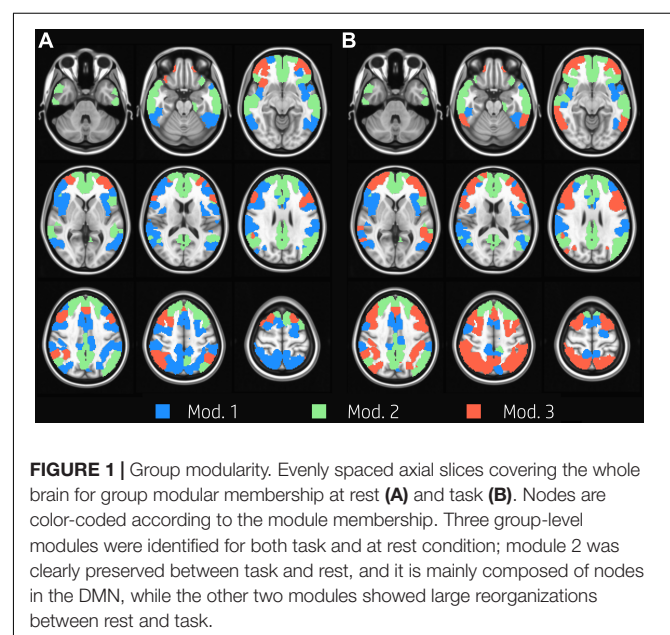 A
B
Mod. 1
Mod. 2
Mod. 3
FIGURE 1 | Group modularity. Evenly spaced axial slices covering the whole
brain for group modular membership at rest (A) and task (B). Nodes are
color-coded according to the module membership. Three group-level
modules were identified for both task and at rest condition; module 2 was
clearly preserved between task and rest, and it is mainly composed of nodes
in the DMN, while the other two modules showed large reorganizations
between rest and task.